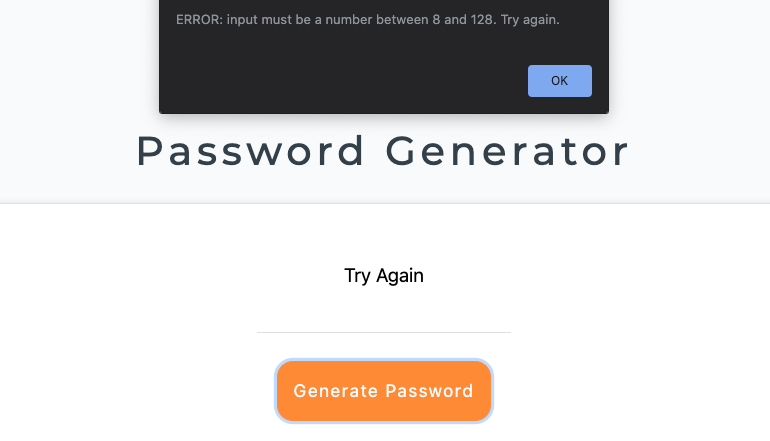 ERROR: input must be a number between 8 and 128. Try again.
OK
Password Generator
Try Again
Generate Password